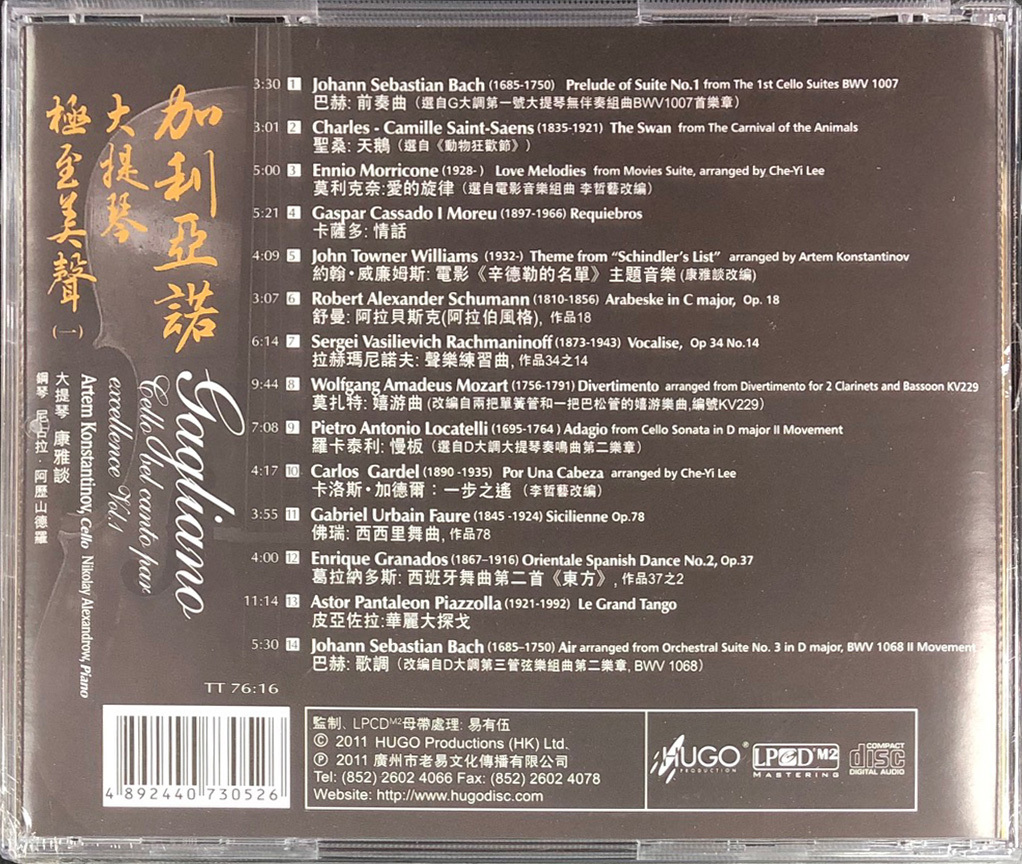 加利亞諾
大提琴
極至美聲
(一)
Gagliano
Cello bel canto par
excellence Vol.1
Artem Konstantinov, Cello Nikolay Alexandrow, Piano
大提琴 康雅談
鋼琴 尼古拉·阿歷山德羅
3:30 1 Johann Sebastian Bach (1685-1750) Prelude of Suite No.1 from The 1st Cello Suites BWV 1007
巴赫: 前奏曲 (選自G大調第一號大提琴無伴奏組曲BWV1007首樂章)
3:01 2 Charles - Camille Saint-Saens (1835-1921) The Swan from The Carnival of the Animals
聖桑: 天鵝 (選自《動物狂歡節》)
5:00 3 Ennio Morricone (1928- ) Love Melodies from Movies Suite, arranged by Che-Yi Lee
莫利克奈:愛的旋律 (選自電影音樂組曲 李哲藝改編)
5:21 4 Gaspar Cassado I Moreu (1897-1966) Requiebros
卡薩多: 情話
4:09 5 John Towner Williams (1932-) Theme from “Schindler's List” arranged by Artem Konstantinov
約翰·威廉姆斯: 電影《辛德勒的名單》主題音樂 (康雅談改編)
3:07 6 Robert Alexander Schumann (1810-1856) Arabeske in C major, Op. 18
舒曼: 阿拉貝斯克(阿拉伯風格), 作品18
6:14 7 Sergei Vasilievich Rachmaninoff (1873-1943) Vocalise, Op 34 No.14
拉赫瑪尼諾夫: 聲樂練習曲, 作品34之14
9:44 8 Wolfgang Amadeus Mozart (1756-1791) Divertimento arranged from Divertimento for 2 Clarinets and Bassoon KV229
莫扎特: 嬉游曲 (改編自兩把單簧管和一把巴松管的嬉游樂曲,編號KV229)
7:08 9 Pietro Antonio Locatelli (1695-1764 ) Adagio from Cello Sonata in D major II Movement
羅卡泰利: 慢板 (選自D大調大提琴奏鳴曲第二樂章)
4:17 10 Carlos Gardel (1890 -1935) Por Una Cabeza arranged by Che-Yi Lee
卡洛斯·加德爾: 一步之遙 (李哲藝改編)
3:55 11 Gabriel Urbain Faure (1845 -1924) Sicilienne Op.78
佛瑞: 西西里舞曲, 作品78
4:00 12 Enrique Granados (1867–1916) Orientale Spanish Dance No.2, Op.37
葛拉納多斯: 西班牙舞曲第二首《東方》, 作品37之2
11:14 13 Astor Pantaleon Piazzolla (1921-1992) Le Grand Tango
皮亞佐拉:華麗大探戈
5:30 14 Johann Sebastian Bach (1685–1750) Air arranged from Orchestral Suite No. 3 in D major, BWV 1068 II Movement
巴赫: 歌調 (改編自D大調第三管弦樂組曲第二樂章, BWV 1068)
TT 76:16
4 892440 730526
監制、LPCDM2母帶處理: 易有伍
© 2011 HUGO Productions (HK) Ltd.
℗ 2011 廣州市老易文化傳播有限公司
Tel: (852) 2602 4066 Fax: (852) 2602 4078
Website: http://www.hugodisc.com
HUGO®
PRODUCTION
LPCD M2
MASTERING
COMPACT
disc
DIGITAL AUDIO